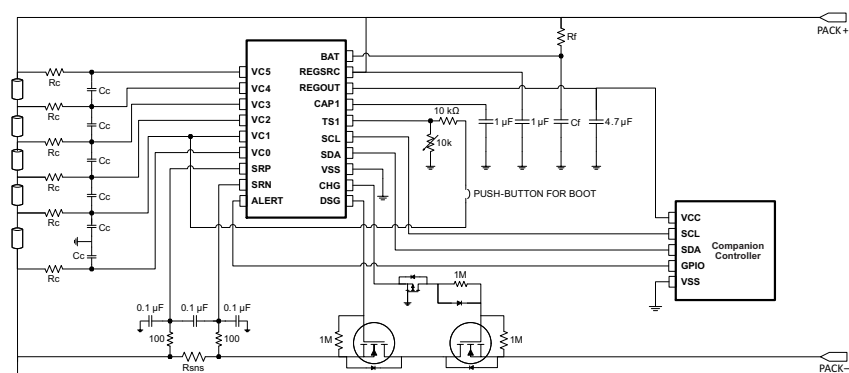 PACK+
Rf
BAT
VC5
REGSRC
Rc
VC4
REGOUT
Cc
Rc
VC3
CAP1
10 kΩ
VC2
TS1
1 µF
1 µF
Cf
4.7 µF
Cc
Rc
VC1
SCL
10k
VC0
SDA
Cc
Rc
SRP
VSS
SRN
CHG
PUSH-BUTTON FOR BOOT
Cc
Rc
ALERT
DSG
Cc
VCC
SCL
SDA
Companion
Controller
GPIO
VSS
Cc
Rc
1M
0.1 µF
0.1 µF
0.1 µF
100
100
1M
1M
Rsns
PACK–